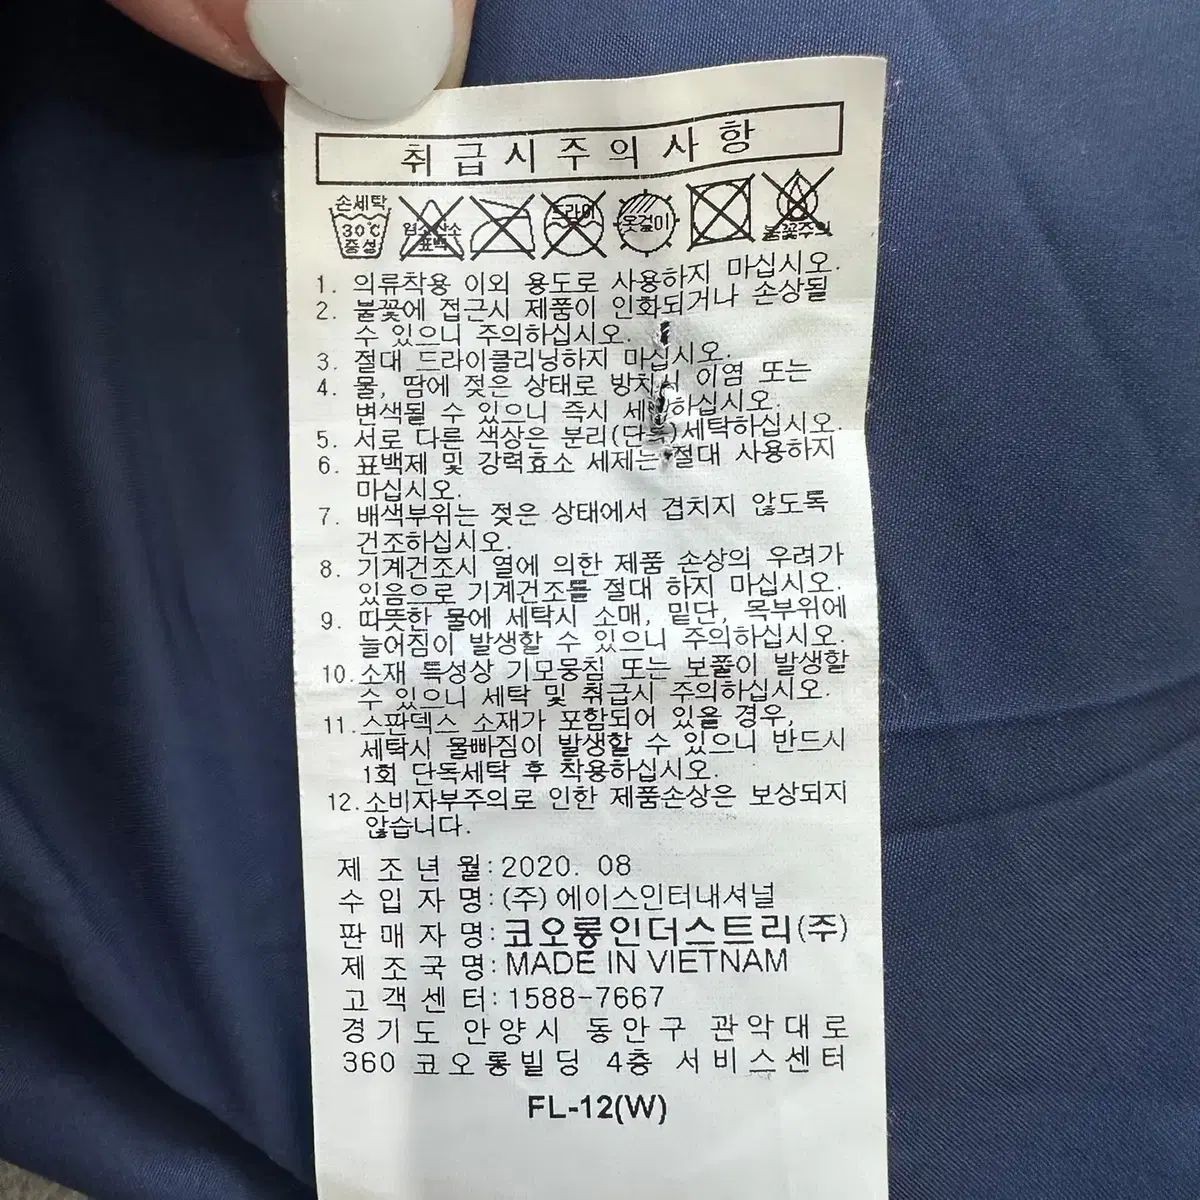 취급시주의사항
손세탁
30℃
중성
염소산소
표백
드라이
옷걸이
불꽃주의
1. 의류착용 이외 용도로 사용하지 마십시오.
2. 불꽃에 접근시 제품이 인화되거나 손상될
수 있으니 주의하십시오.
3. 절대 드라이클리닝하지 마십시오.
4. 물, 땀에 젖은 상태로 방치시 이염 또는
변색될 수 있으니 즉시 세 하십시오.
5. 서로 다른 색상은 분리(단독)세탁하십시오.
6. 표백제 및 강력효소 세제는 절대 사용하지
마십시오.
7. 배색부위는 젖은 상태에서 겹치지 않도록
건조하십시오.
8. 기계건조시 열에 의한 제품 손상의 우려가
있음으로 기계건조를 절대 하지 마십시오.
9. 따뜻한 물에 세탁시 소매, 밑단, 목부위에
늘어짐이 발생할 수 있으니 주의하십시오.
10. 소재 특성상 기모뭉침 또는 보풀이 발생할
수 있으니 세탁 및 취급시 주의하십시오.
11. 스판덱스 소재가 포함되어 있을 경우,
세탁시 물빠짐이 발생할 수 있으니 반드시
1회 단독세탁 후 착용하십시오.
12. 소비자부주의로 인한 제품손상은 보상되지
않습니다.
제조년월: 2020. 08
수입자명: (주)에이스인터내셔널
판매자명: 코오롱인더스트리(주)
제조국명: MADE IN VIETNAM
고객센터: 1588-7667
경기도 안양시 동안구 관악대로
360 코오롱빌딩 4층 서비스센터
FL-12(W)